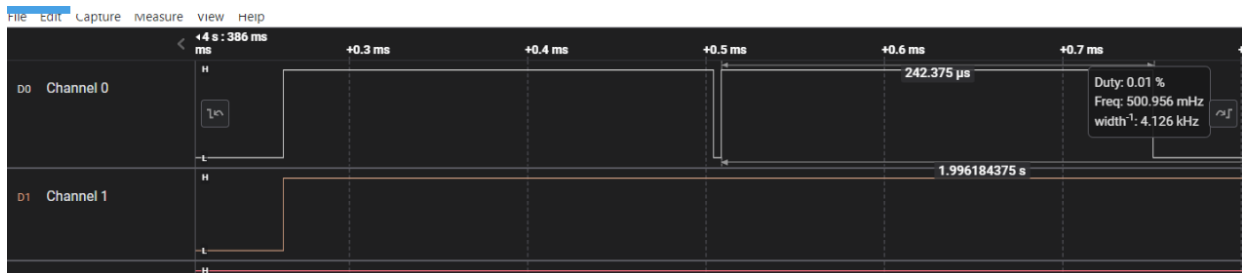 File Edit Capture Measure View Help
4 s : 386 ms
ms +0.3 ms +0.4 ms +0.5 ms +0.6 ms +0.7 ms
D0 Channel 0
H
L
242.375 µs
Duty: 0.01 %
Freq: 500.956 mHz
width-1: 4.126 kHz
1.996184375 s
D1 Channel 1
H
L
H